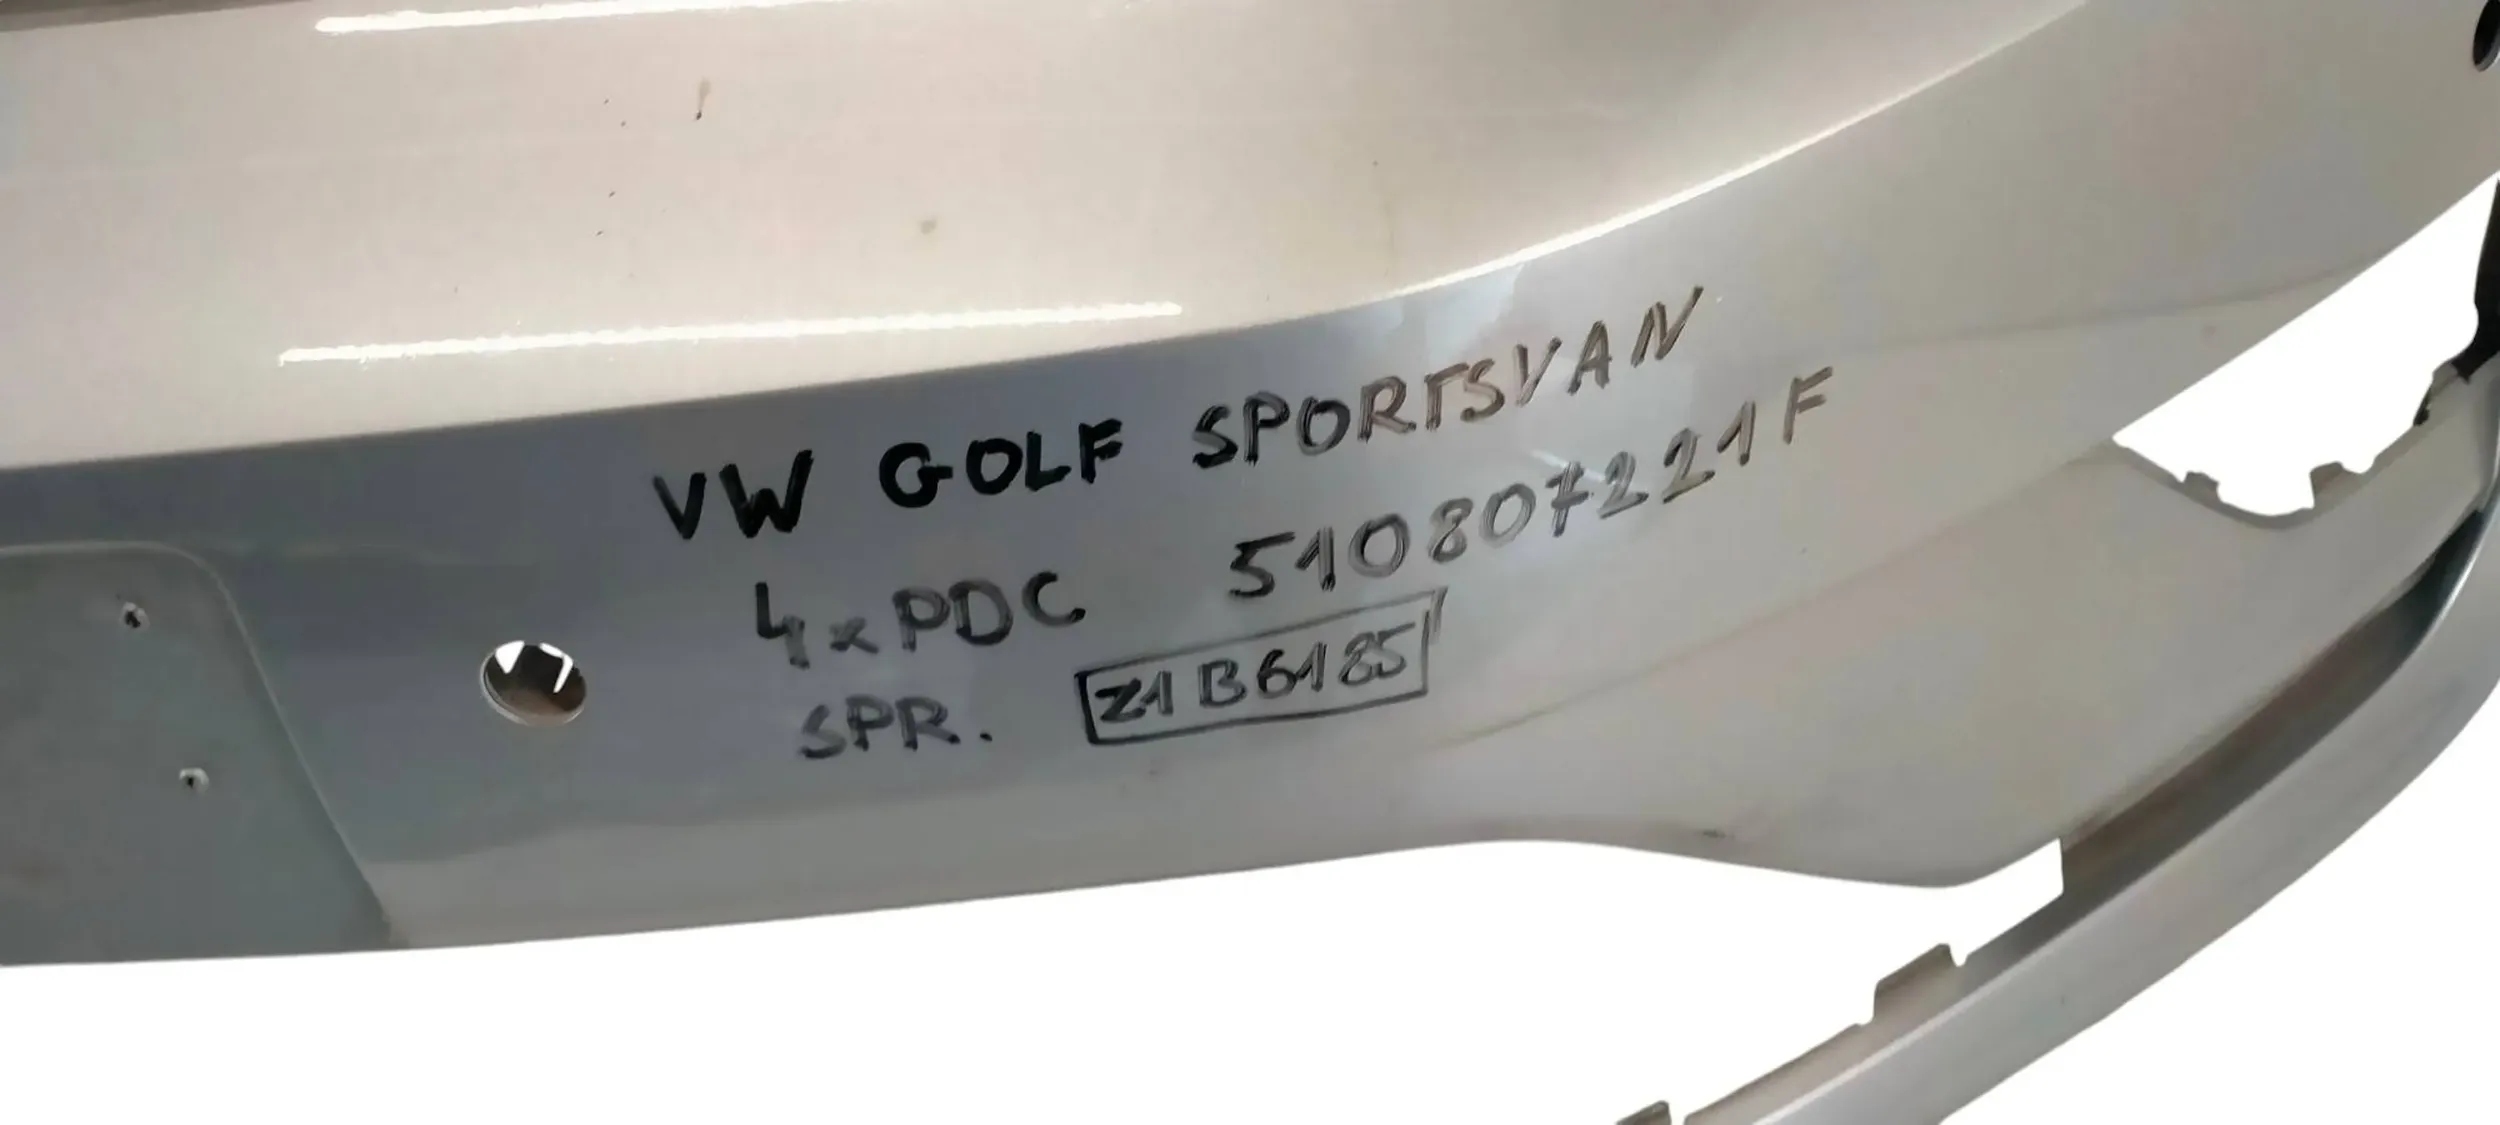 VW GOLF SPORTSVAN
4xPDC 510807221F
SPR. Z1B6185